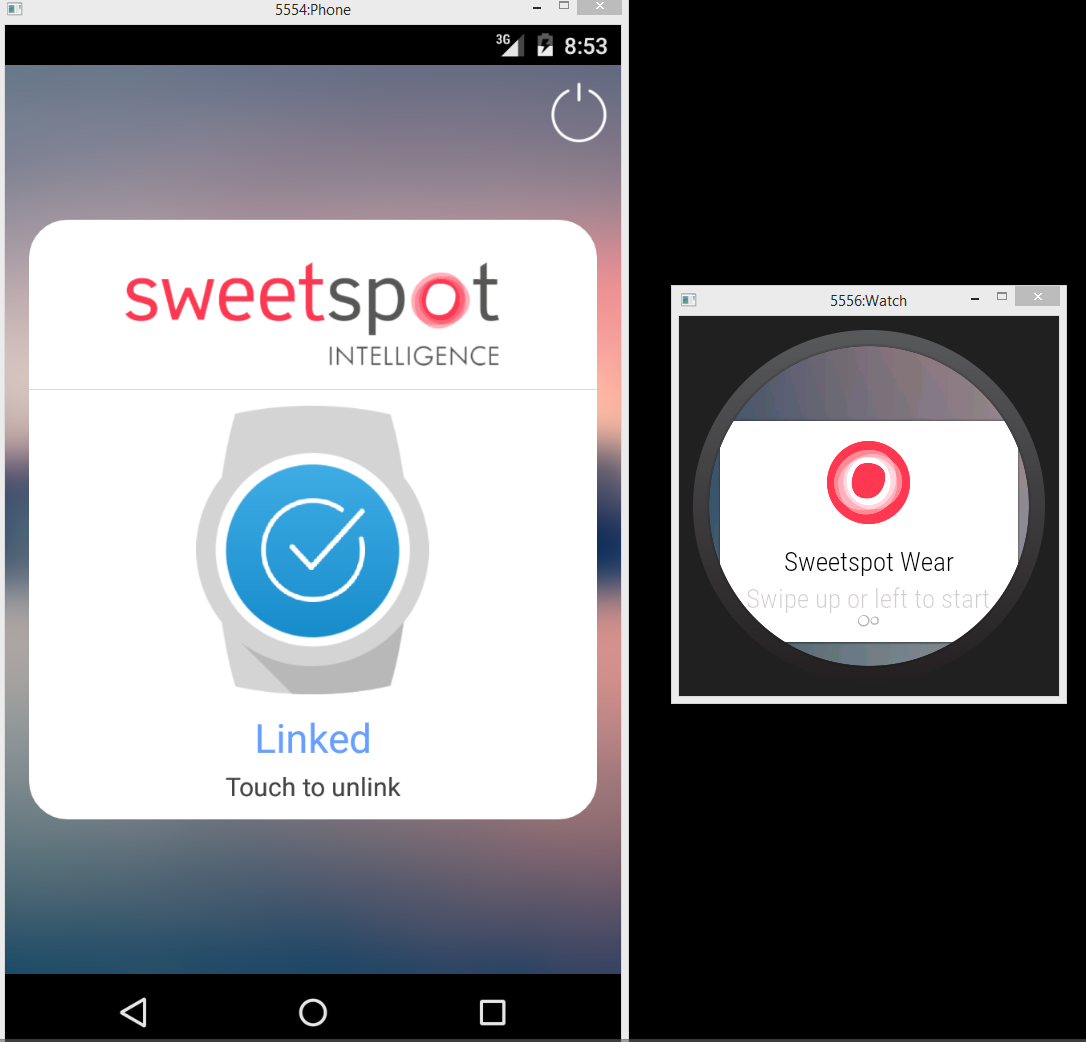 5554:Phone
3G 8:53
sweetspot
INTELLIGENCE
Linked
Touch to unlink
5556:Watch
Sweetspot Wear
Swipe up or left to start